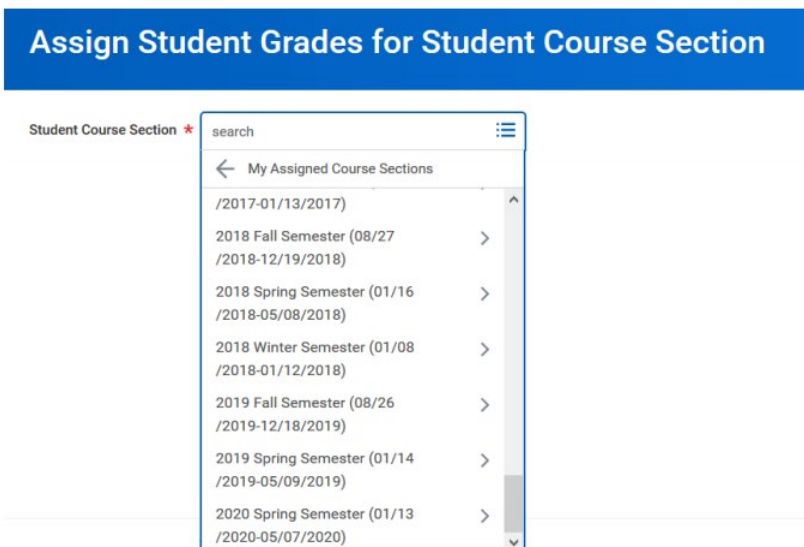 Assign Student Grades for Student Course Section
Student Course Section *
search
My Assigned Course Sections
/2017-01/13/2017)
2018 Fall Semester (08/27
/2018-12/19/2018)
2018 Spring Semester (01/16
/2018-05/08/2018)
2018 Winter Semester (01/08
/2018-01/12/2018)
2019 Fall Semester (08/26
/2019-12/18/2019)
2019 Spring Semester (01/14
/2019-05/09/2019)
2020 Spring Semester (01/13
/2020-05/07/2020)